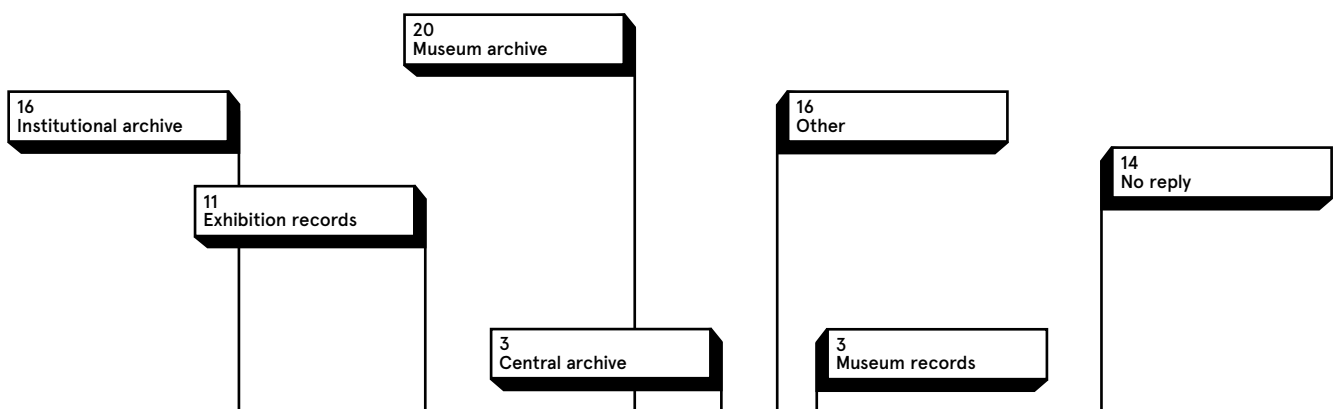 20
Museum archive
16
Institutional archive
16
Other
14
No reply
11
Exhibition records
3
Central archive
3
Museum records